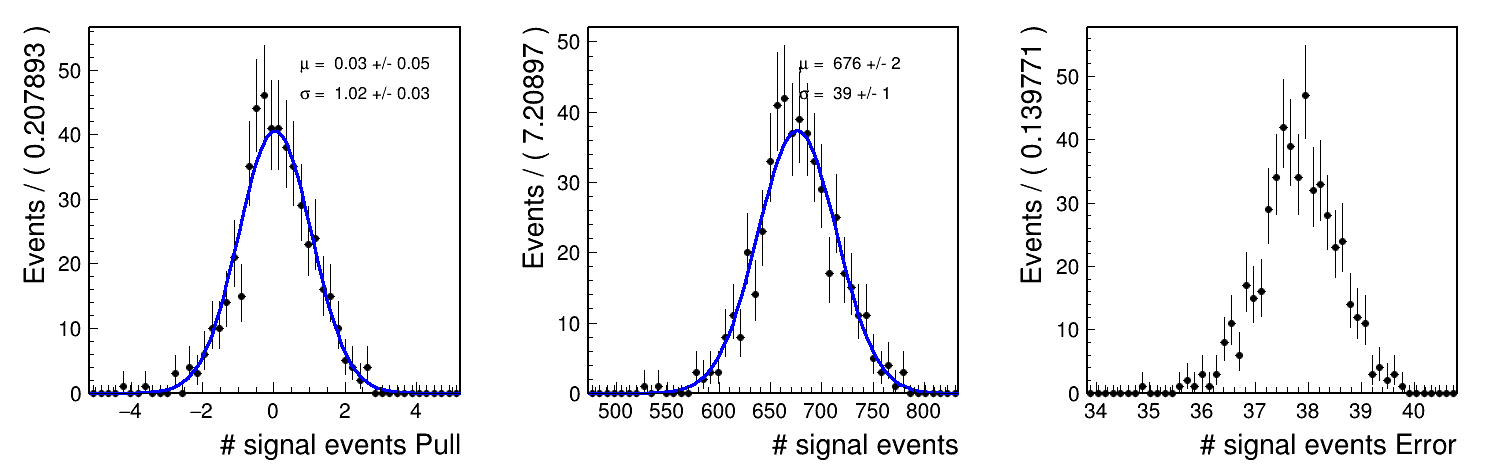 Events / ( 0.207893 )
50
40
30
20
10
0
μ = 0.03 +/- 0.05
σ = 1.02 +/- 0.03
−4 −2 0 2 4
# signal events Pull
Events / ( 7.20897 )
50
40
30
20
10
0
μ = 676 +/- 2
σ = 39 +/- 1
500 550 600 650 700 750 800
# signal events
Events / ( 0.139771 )
50
40
30
20
10
0
34 35 36 37 38 39 40
# signal events Error